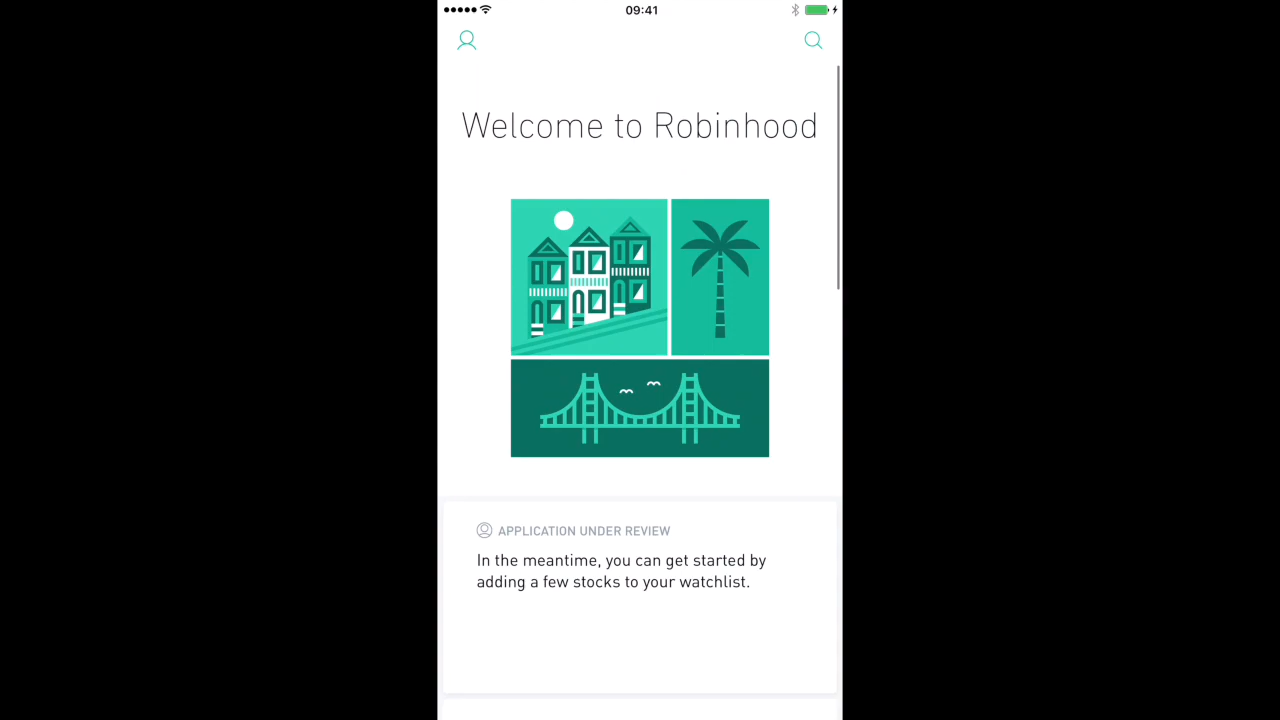 09:41
Welcome to Robinhood
APPLICATION UNDER REVIEW
In the meantime, you can get started by
adding a few stocks to your watchlist.